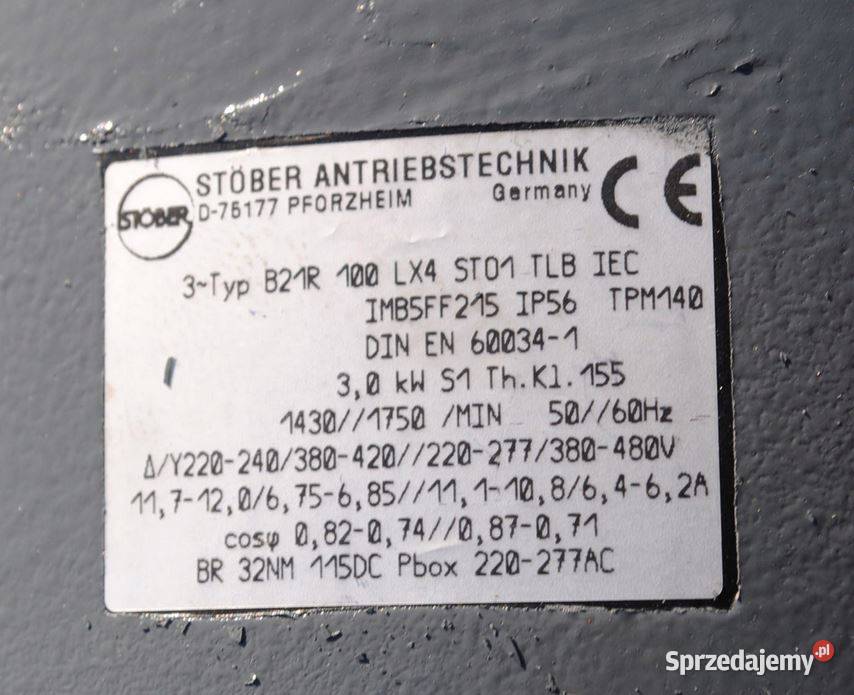 STÖBER
STÖBER ANTRIEBSTECHNIK
D-75177 PFORZHEIM Germany
CE
3~Typ B21R 100 LX4 ST01 TLB IEC
IMB5FF215 IP56 TPM140
DIN EN 60034-1
3,0 kW S1 Th.Kl.155
1430//1750 /MIN 50//60Hz
Δ/Y220-240/380-420//220-277/380-480V
11,7-12,0/6,75-6,85//11,1-10,8/6,4-6,2A
cosφ 0,82-0,74//0,87-0,71
BR 32NM 115DC Pbox 220-277AC
Sprzedajemy.pl